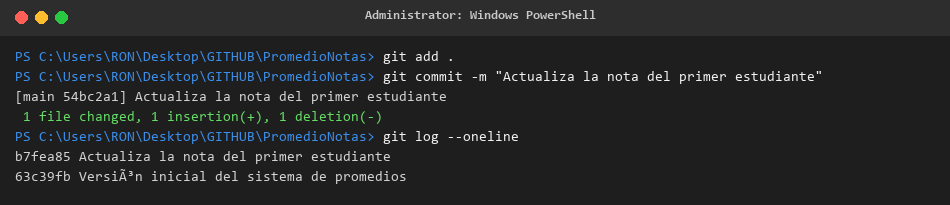 Administrator: Windows PowerShell
PS C:\Users\RON\Desktop\GITHUB\PromedioNotas> git add .
PS C:\Users\RON\Desktop\GITHUB\PromedioNotas> git commit -m "Actualiza la nota del primer estudiante"
[main 54bc2a1] Actualiza la nota del primer estudiante
 1 file changed, 1 insertion(+), 1 deletion(-)
PS C:\Users\RON\Desktop\GITHUB\PromedioNotas> git log --oneline
b7fea85 Actualiza la nota del primer estudiante
63c39fb VersiÃ³n inicial del sistema de promedios